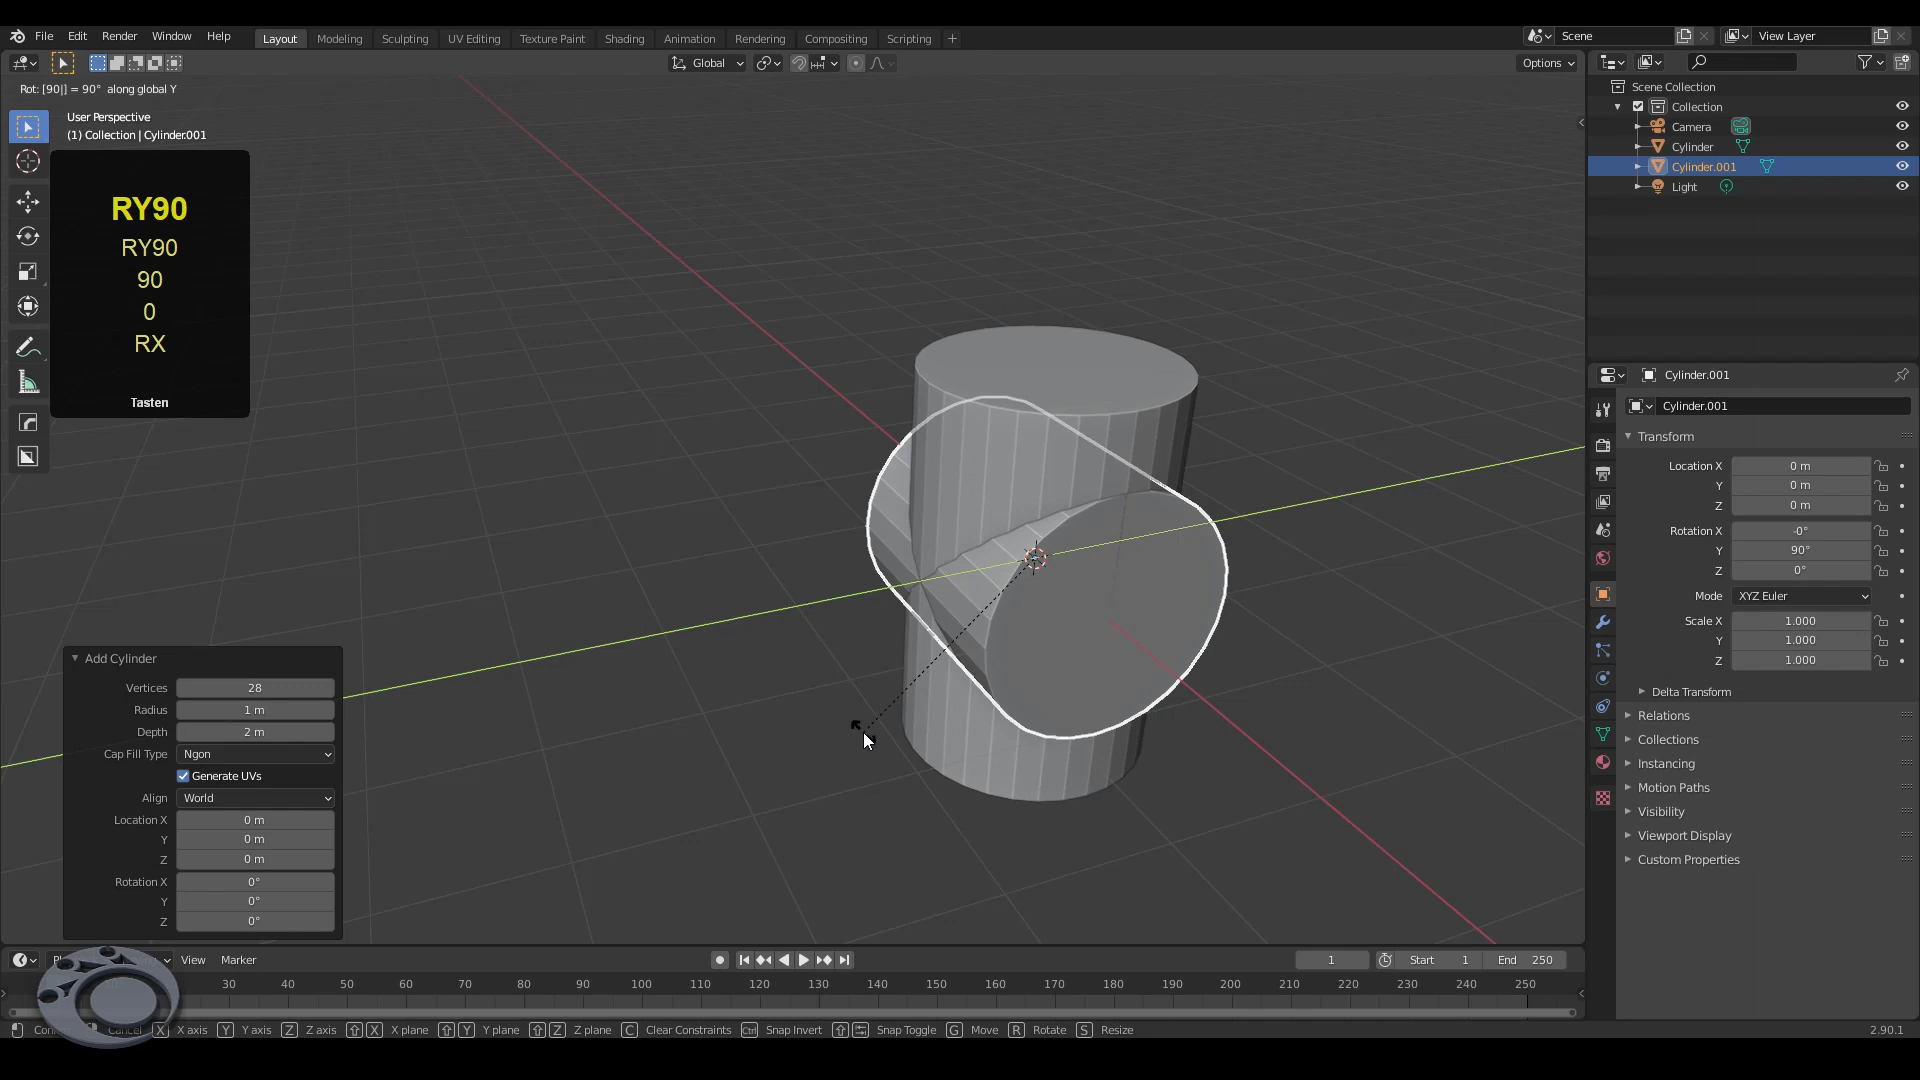 File Edit Render Window Help Layout Modeling Sculpting UV Editing Texture Paint Shading Animation Rendering Compositing Scripting + Scene View Layer
Global Options
Rot: [90|] = 90° along global Y
User Perspective
(1) Collection | Cylinder.001
RY90
RY90
90
0
RX
Tasten
Scene Collection
Collection
Camera
Cylinder
Cylinder.001
Light
Cylinder.001
Cylinder.001
Transform
Location X 0 m
Y 0 m
Z 0 m
Rotation X -0°
Y 90°
Z 0°
Mode XYZ Euler
Scale X 1.000
Y 1.000
Z 1.000
Delta Transform
Relations
Collections
Instancing
Motion Paths
Visibility
Viewport Display
Custom Properties
Add Cylinder
Vertices 28
Radius 1 m
Depth 2 m
Cap Fill Type Ngon
Generate UVs
Align World
Location X 0 m
Y 0 m
Z 0 m
Rotation X 0°
Y 0°
Z 0°
View Marker 1 Start 1 End 250
30 40 50 60 70 80 90 100 110 120 130 140 150 160 170 180 190 200 210 220 230 240 250
X X axis Y Y axis Z Z axis X X plane Y Y plane Z Z plane C Clear Constraints Ctrl Snap Invert Snap Toggle G Move R Rotate S Resize 2.90.1